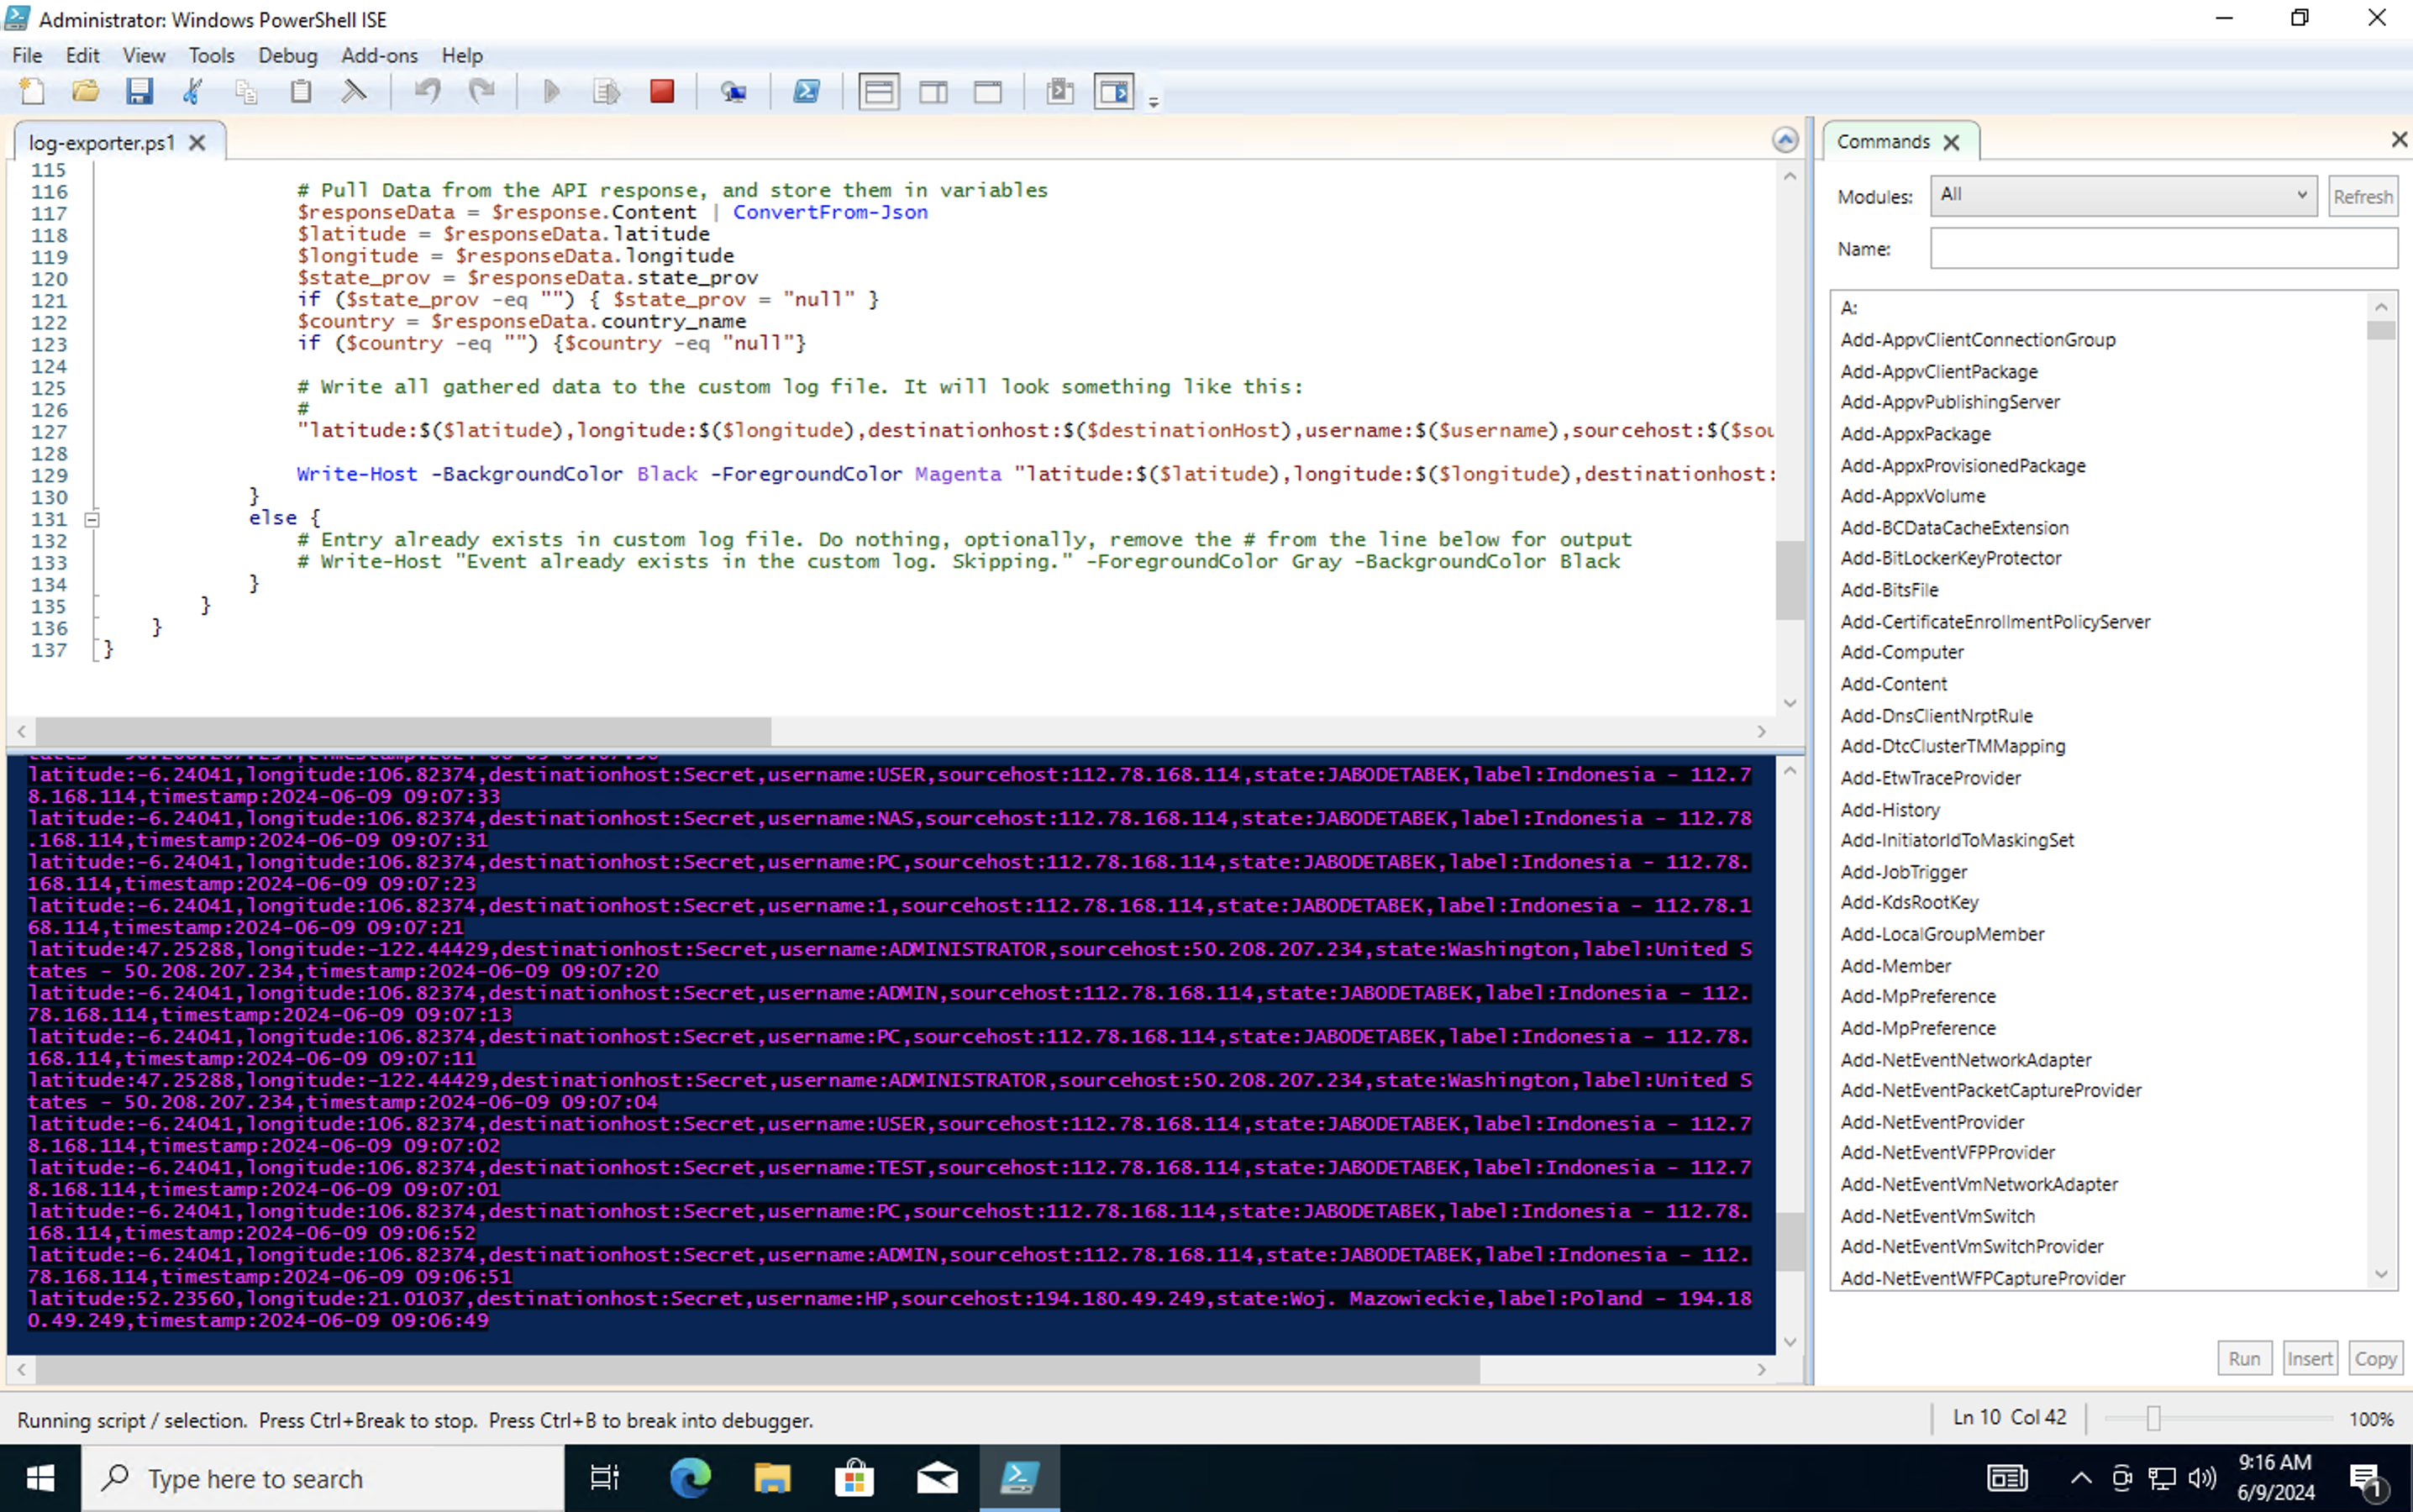 Administrator: Windows PowerShell ISE
File Edit View Tools Debug Add-ons Help
log-exporter.ps1
115
116 # Pull Data from the API response, and store them in variables
117 $responseData = $response.Content | ConvertFrom-Json
118 $latitude = $responseData.latitude
119 $longitude = $responseData.longitude
120 $state_prov = $responseData.state_prov
121 if ($state_prov -eq "") { $state_prov = "null" }
122 $country = $responseData.country_name
123 if ($country -eq "") {$country -eq "null"}
124
125 # Write all gathered data to the custom log file. It will look something like this:
126 #
127 "latitude:$($latitude),longitude:$($longitude),destinationhost:$($destinationHost),username:$($username),sourcehost:$($sou
128
129 Write-Host -BackgroundColor Black -ForegroundColor Magenta "latitude:$($latitude),longitude:$($longitude),destinationhost:
130 }
131 else {
132 # Entry already exists in custom log file. Do nothing, optionally, remove the # from the line below for output
133 # Write-Host "Event already exists in the custom log. Skipping." -ForegroundColor Gray -BackgroundColor Black
134 }
135 }
136 }
137 }
latitude:-6.24041,longitude:106.82374,destinationhost:Secret,username:USER,sourcehost:112.78.168.114,state:JABODETABEK,label:Indonesia - 112.7
8.168.114,timestamp:2024-06-09 09:07:33
latitude:-6.24041,longitude:106.82374,destinationhost:Secret,username:NAS,sourcehost:112.78.168.114,state:JABODETABEK,label:Indonesia - 112.78
.168.114,timestamp:2024-06-09 09:07:31
latitude:-6.24041,longitude:106.82374,destinationhost:Secret,username:PC,sourcehost:112.78.168.114,state:JABODETABEK,label:Indonesia - 112.78.
168.114,timestamp:2024-06-09 09:07:23
latitude:-6.24041,longitude:106.82374,destinationhost:Secret,username:1,sourcehost:112.78.168.114,state:JABODETABEK,label:Indonesia - 112.78.1
68.114,timestamp:2024-06-09 09:07:21
latitude:47.25288,longitude:-122.44429,destinationhost:Secret,username:ADMINISTRATOR,sourcehost:50.208.207.234,state:Washington,label:United S
tates - 50.208.207.234,timestamp:2024-06-09 09:07:20
latitude:-6.24041,longitude:106.82374,destinationhost:Secret,username:ADMIN,sourcehost:112.78.168.114,state:JABODETABEK,label:Indonesia - 112.
78.168.114,timestamp:2024-06-09 09:07:13
latitude:-6.24041,longitude:106.82374,destinationhost:Secret,username:PC,sourcehost:112.78.168.114,state:JABODETABEK,label:Indonesia - 112.78.
168.114,timestamp:2024-06-09 09:07:11
latitude:47.25288,longitude:-122.44429,destinationhost:Secret,username:ADMINISTRATOR,sourcehost:50.208.207.234,state:Washington,label:United S
tates - 50.208.207.234,timestamp:2024-06-09 09:07:04
latitude:-6.24041,longitude:106.82374,destinationhost:Secret,username:USER,sourcehost:112.78.168.114,state:JABODETABEK,label:Indonesia - 112.7
8.168.114,timestamp:2024-06-09 09:07:02
latitude:-6.24041,longitude:106.82374,destinationhost:Secret,username:TEST,sourcehost:112.78.168.114,state:JABODETABEK,label:Indonesia - 112.7
8.168.114,timestamp:2024-06-09 09:07:01
latitude:-6.24041,longitude:106.82374,destinationhost:Secret,username:PC,sourcehost:112.78.168.114,state:JABODETABEK,label:Indonesia - 112.78.
168.114,timestamp:2024-06-09 09:06:52
latitude:-6.24041,longitude:106.82374,destinationhost:Secret,username:ADMIN,sourcehost:112.78.168.114,state:JABODETABEK,label:Indonesia - 112.
78.168.114,timestamp:2024-06-09 09:06:51
latitude:52.23560,longitude:21.01037,destinationhost:Secret,username:HP,sourcehost:194.180.49.249,state:Woj. Mazowieckie,label:Poland - 194.18
0.49.249,timestamp:2024-06-09 09:06:49
Commands
Modules: All Refresh
Name:
A:
Add-AppvClientConnectionGroup
Add-AppvClientPackage
Add-AppvPublishingServer
Add-AppxPackage
Add-AppxProvisionedPackage
Add-AppxVolume
Add-BCDataCacheExtension
Add-BitLockerKeyProtector
Add-BitsFile
Add-CertificateEnrollmentPolicyServer
Add-Computer
Add-Content
Add-DnsClientNrptRule
Add-DtcClusterTMMapping
Add-EtwTraceProvider
Add-History
Add-InitiatorIdToMaskingSet
Add-JobTrigger
Add-KdsRootKey
Add-LocalGroupMember
Add-Member
Add-MpPreference
Add-MpPreference
Add-NetEventNetworkAdapter
Add-NetEventPacketCaptureProvider
Add-NetEventProvider
Add-NetEventVFPProvider
Add-NetEventVmNetworkAdapter
Add-NetEventVmSwitch
Add-NetEventVmSwitchProvider
Add-NetEventWFPCaptureProvider
Run Insert Copy
Running script / selection. Press Ctrl+Break to stop. Press Ctrl+B to break into debugger.
Ln 10 Col 42 100%
Type here to search
9:16 AM
6/9/2024
1